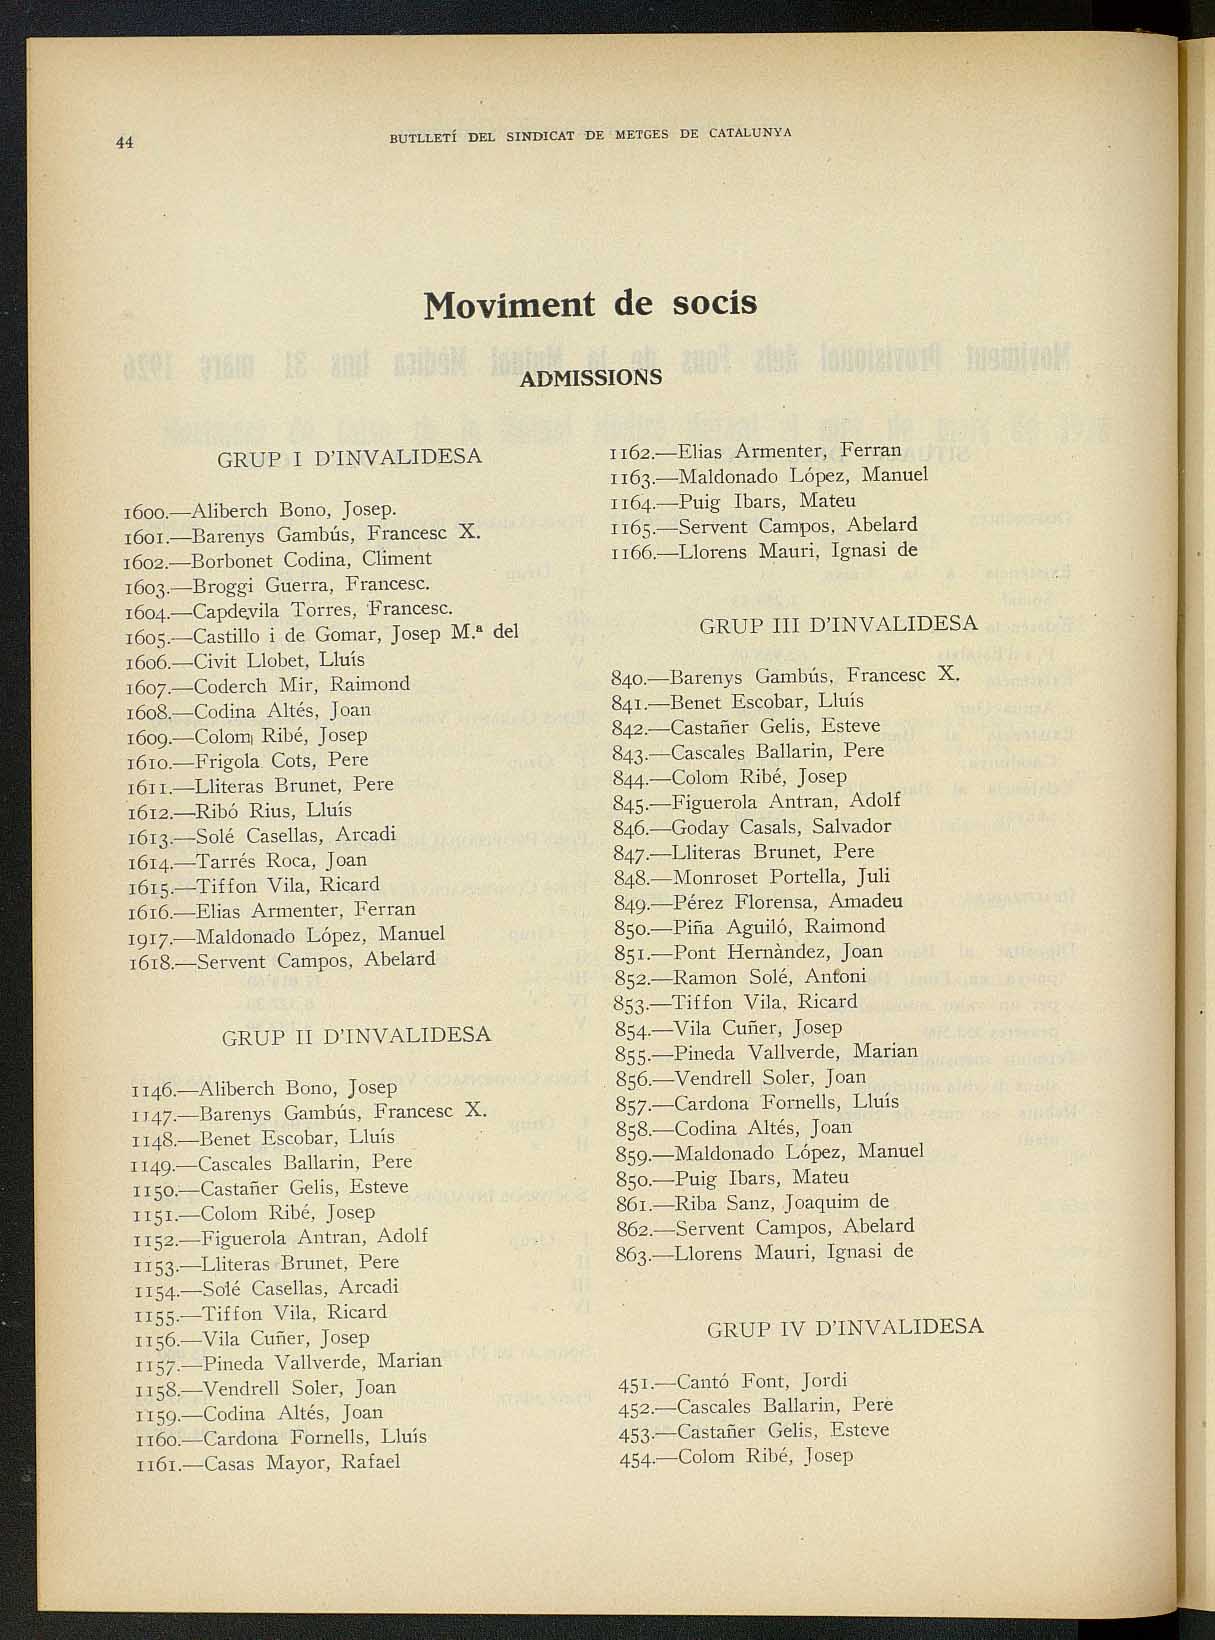 44
BUTLLETÍ DEL SINDICAT DE METGES DE CATALUNYA
Moviment de socis
ADMISSIONS
GRUP I D'INVALIDESA
1600.—Aliberch Bono, Josep.
1601.—Barenys Gambús, Francesc X.
1602.—Borbonet Codina, Climent
1603.—Broggi Guerra, Francesc.
1604.—Capdevila Torres, Francesc.
1605.—Castillo i de Gomar, Josep M.ª del
1606.—Civit Llobet, Lluís
1607.—Coderch Mir, Raimond
1608.—Codina Altés, Joan
1609.—Colom Ribé, Josep
1610.—Frigola Cots, Pere
1611.—Lliteras Brunet, Pere
1612.—Ribó Rius, Lluís
1613.—Solé Casellas, Arcadi
1614.—Tarrés Roca, Joan
1615.—Tiffon Vila, Ricard
1616.—Elias Armenter, Ferran
1917.—Maldonado López, Manuel
1618.—Servent Campos, Abelard
GRUP II D'INVALIDESA
1146.—Aliberch Bono, Josep
1147.—Barenys Gambús, Francesc X.
1148.—Benet Escobar, Lluís
1149.—Cascales Ballarin, Pere
1150.—Castañer Gelis, Esteve
1151.—Colom Ribé, Josep
1152.—Figuerola Antran, Adolf
1153.—Lliteras Brunet, Pere
1154.—Solé Casellas, Arcadi
1155.—Tiffon Vila, Ricard
1156.—Vila Cuñer, Josep
1157.—Pineda Vallverde, Marian
1158.—Vendrell Soler, Joan
1159.—Codina Altés, Joan
1160.—Cardona Fornells, Lluís
1161.—Casas Mayor, Rafael
1162.—Elias Armenter, Ferran
1163.—Maldonado López, Manuel
1164.—Puig Ibars, Mateu
1165.—Servent Campos, Abelard
1166.—Llorens Mauri, Ignasi de
GRUP III D'INVALIDESA
840.—Barenys Gambús, Francesc X.
841.—Benet Escobar, Lluís
842.—Castañer Gelis, Esteve
843.—Cascales Ballarin, Pere
844.—Colom Ribé, Josep
845.—Figuerola Antran, Adolf
846.—Goday Casals, Salvador
847.—Lliteras Brunet, Pere
848.—Monroset Portella, Juli
849.—Pérez Florensa, Amadeu
850.—Piña Aguiló, Raimond
851.—Pont Hernàndez, Joan
852.—Ramon Solé, Antoni
853.—Tiffon Vila, Ricard
854.—Vila Cuñer, Josep
855.—Pineda Vallverde, Marian
856.—Vendrell Soler, Joan
857.—Cardona Fornells, Lluís
858.—Codina Altés, Joan
859.—Maldonado López, Manuel
850.—Puig Ibars, Mateu
861.—Riba Sanz, Joaquim de
862.—Servent Campos, Abelard
863.—Llorens Mauri, Ignasi de
GRUP IV D'INVALIDESA
451.—Cantó Font, Jordi
452.—Cascales Ballarin, Pere
453.—Castañer Gelis, Esteve
454.—Colom Ribé, Josep